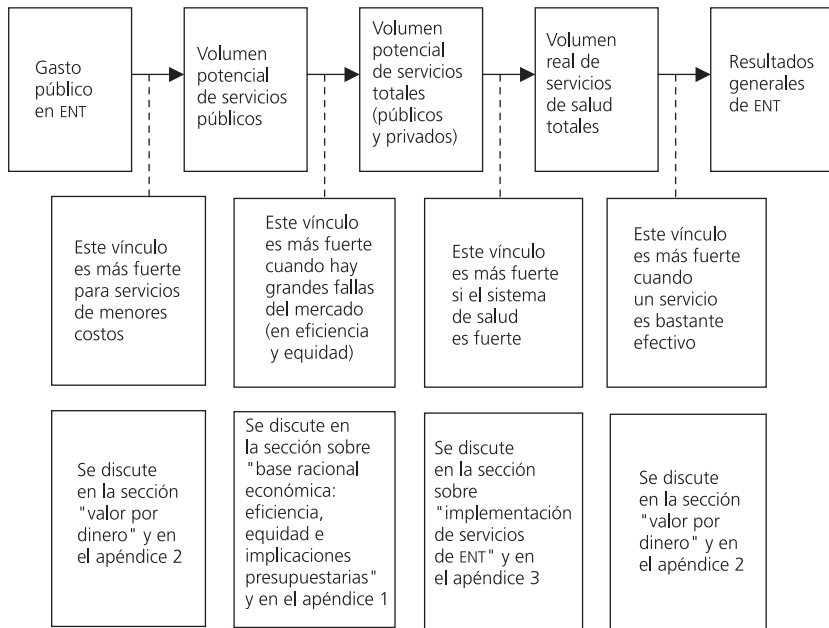 Gasto
público
en ENT
Volumen
potencial
de servicios
públicos
Volumen
potencial
de servicios
totales
(públicos
y privados)
Volumen
real de
servicios
de salud
totales
Resultados
generales
de ENT
Este vínculo
es más fuerte
para servicios
de menores
costos
Este vínculo
es más fuerte
cuando hay
grandes fallas
del mercado
(en eficiencia
y equidad)
Este vínculo
es más fuerte
si el sistema
de salud
es fuerte
Este vínculo
es más fuerte
cuando
un servicio
es bastante
efectivo
Se discute
en la sección
"valor por
dinero" y en
el apéndice 2
Se discute en
la sección sobre
"base racional
económica:
eficiencia,
equidad e
implicaciones
presupuestarias"
y en el apéndice 1
Se discute
en la sección
sobre
"implementación
de servicios
de ENT" y en
el apéndice 3
Se discute
en la sección
"valor por
dinero" y en
el apéndice 2